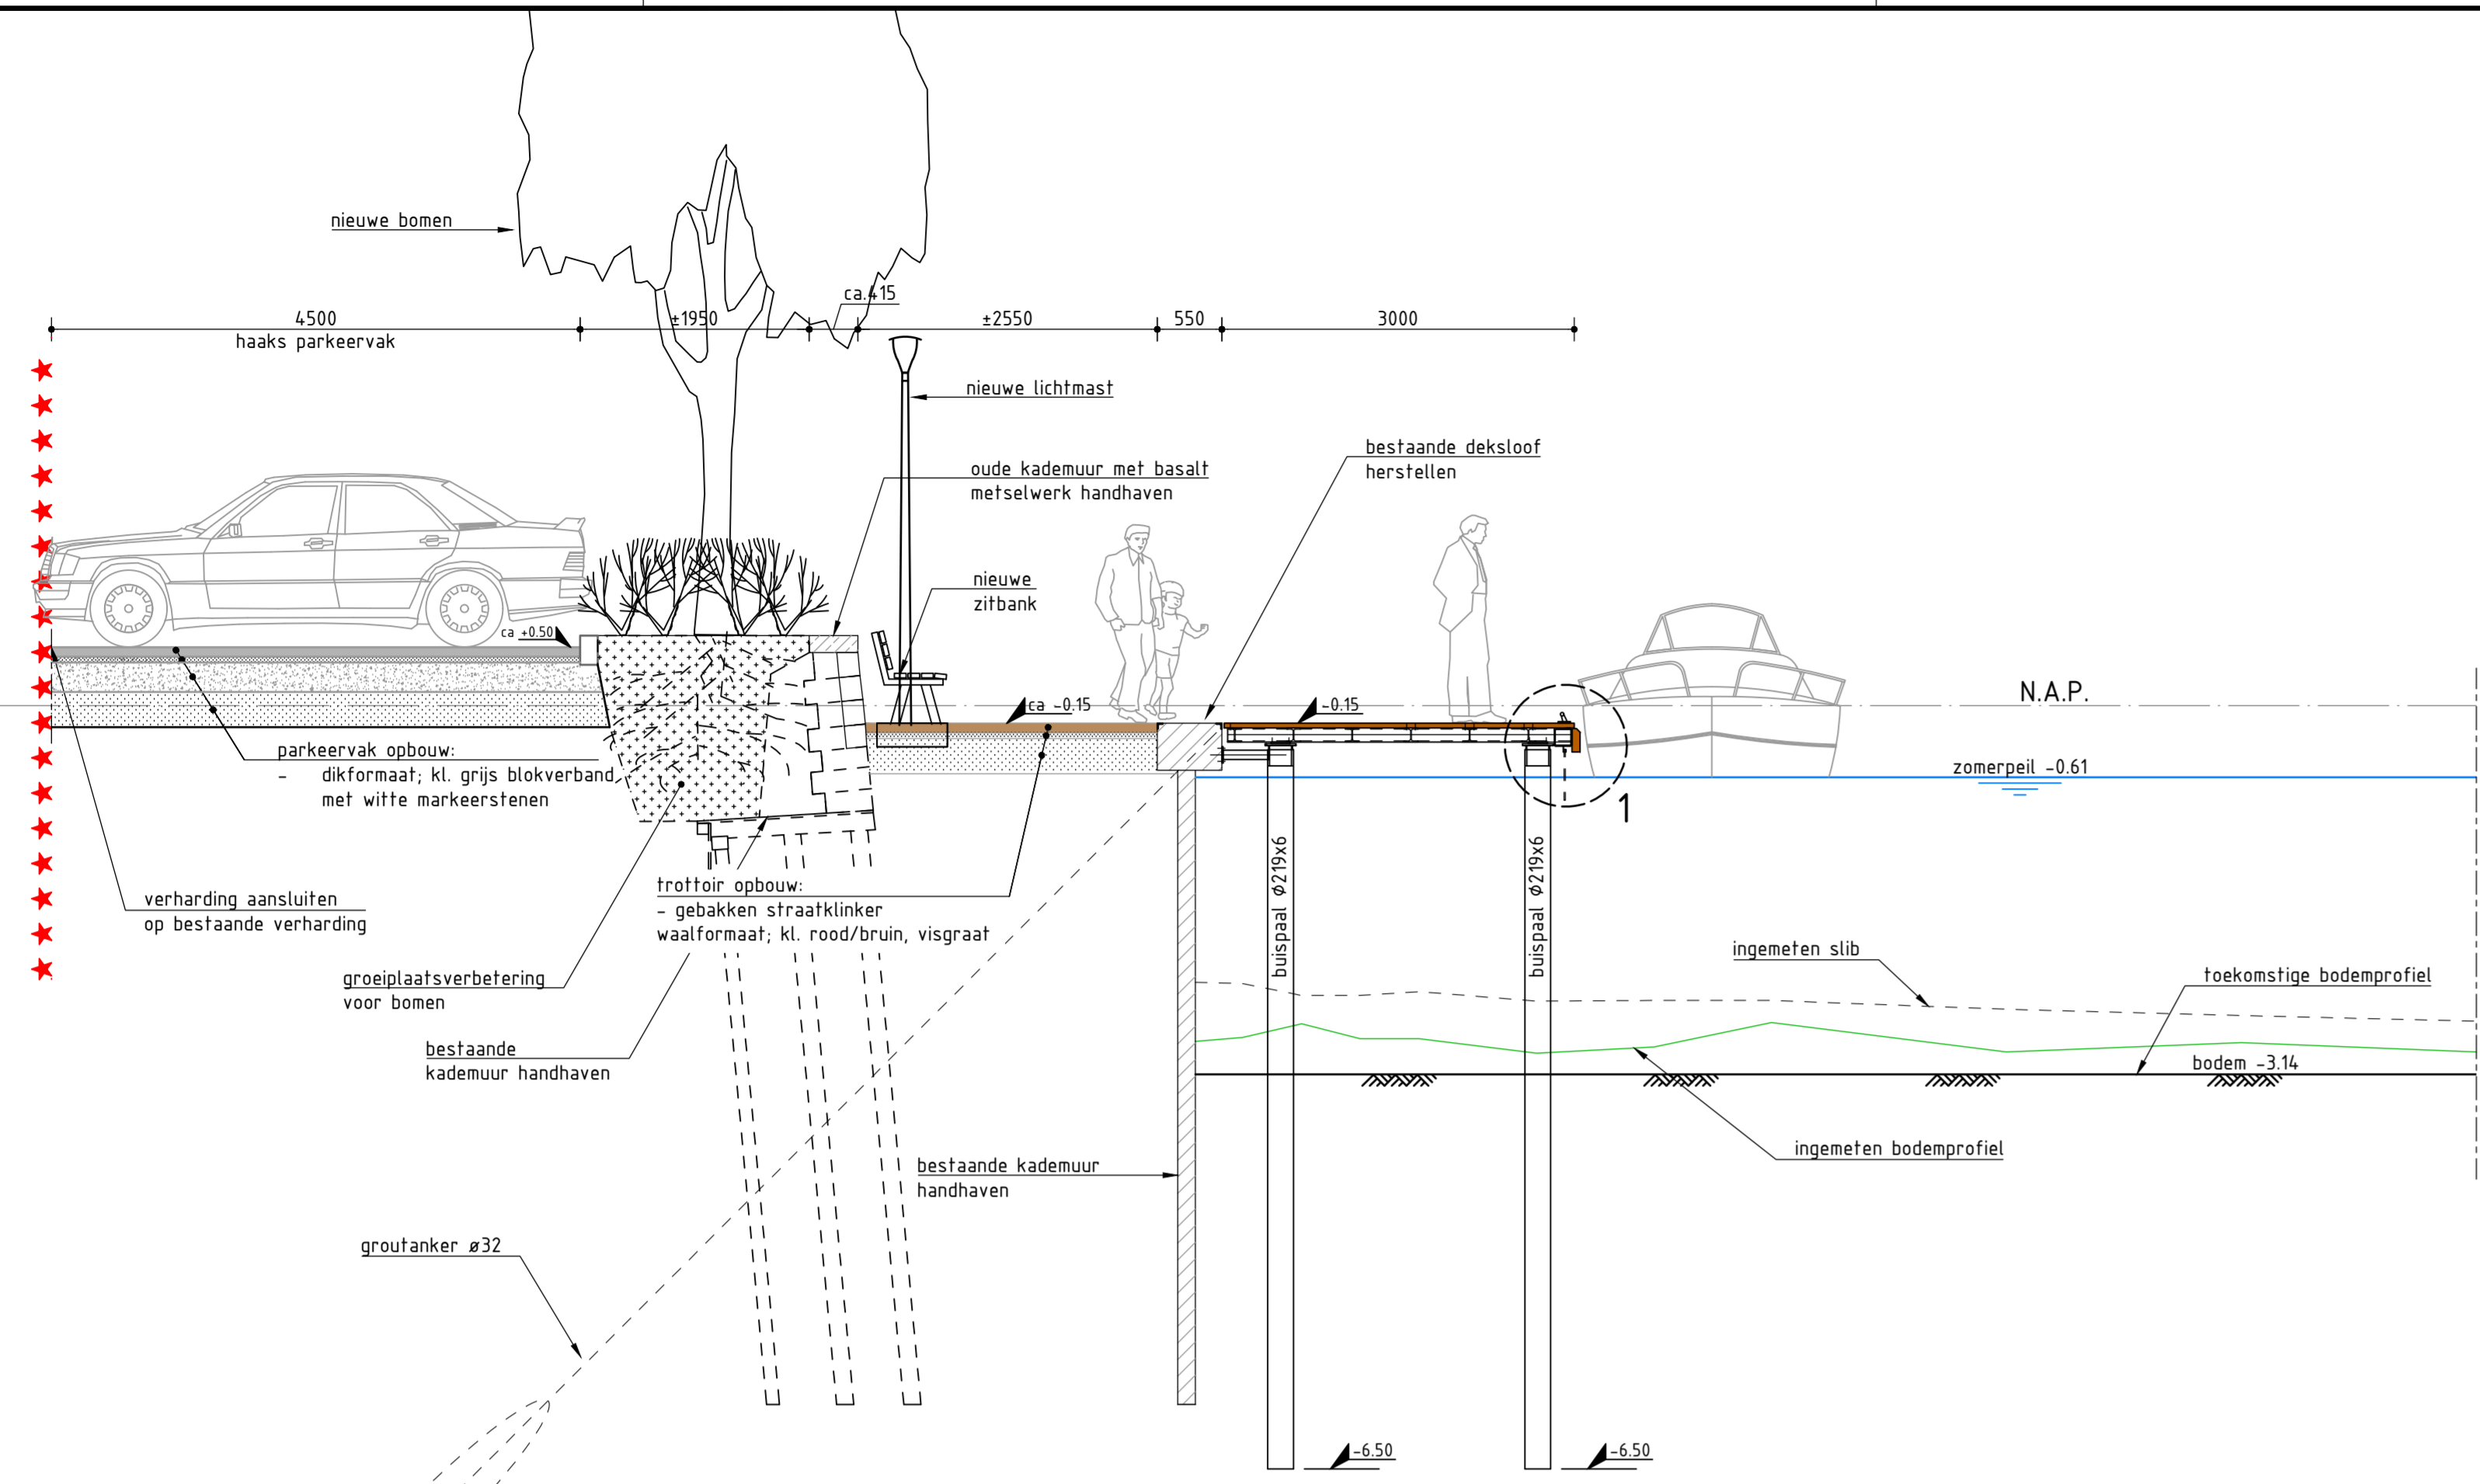 nieuwe bomen
ca.415
4500
±1950
±2550
550
3000
haaks parkeervak
nieuwe lichtmast
bestaande deksloof
herstellen
oude kademuur met basalt
metselwerk handhaven
nieuwe
zitbank
ca +0.50
N.A.P.
ca -0.15
-0.15
parkeervak opbouw:
- dikformaat; kl. grijs blokverband
met witte markeerstenen
zomerpeil -0.61
1
buispaal Ø219x6
buispaal Ø219x6
trottoir opbouw:
- gebakken straatklinker
waalformaat; kl. rood/bruin, visgraat
verharding aansluiten
op bestaande verharding
ingemeten slib
toekomstige bodemprofiel
groeiplaatsverbetering
voor bomen
bestaande
kademuur handhaven
bodem -3.14
ingemeten bodemprofiel
bestaande kademuur
handhaven
groutanker ø32
-6.50
-6.50